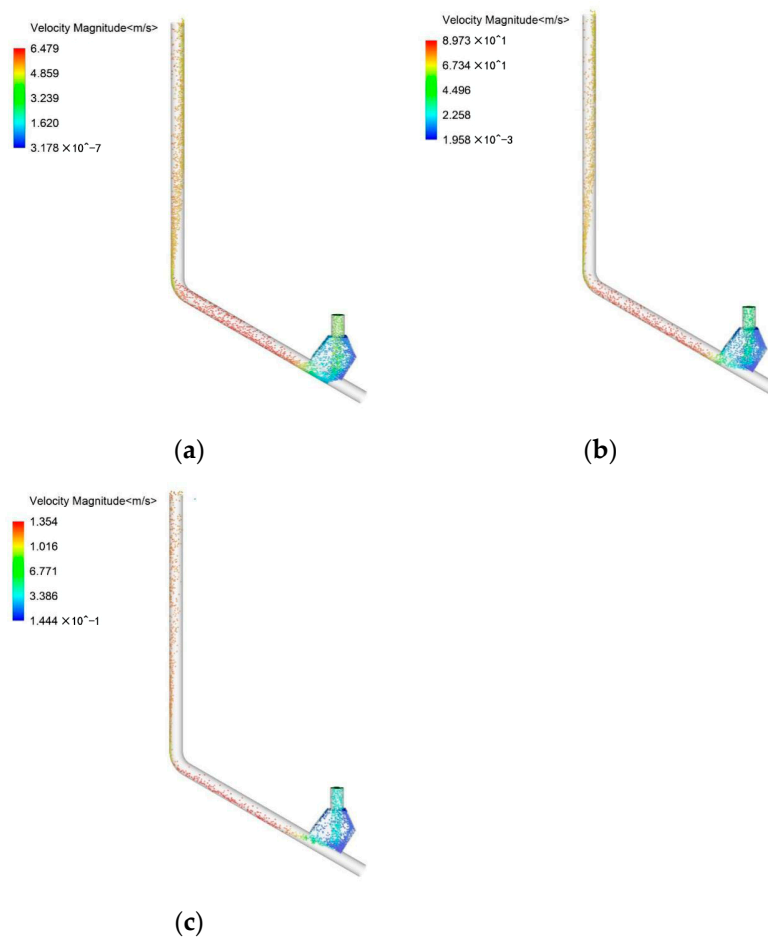 Velocity Magnitude<m/s>
6.479
4.859
3.239
1.620
3.178 ×10^-7
(a)
Velocity Magnitude<m/s>
8.973 ×10^1
6.734 ×10^1
4.496
2.258
1.958 ×10^-3
(b)
Velocity Magnitude<m/s>
1.354
1.016
6.771
3.386
1.444 ×10^-1
(c)